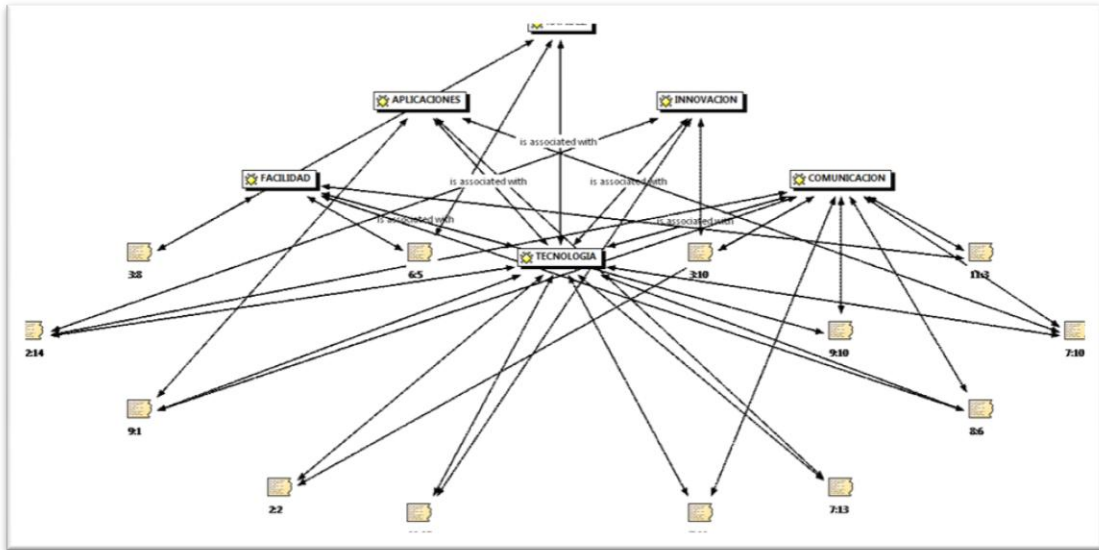 APLICACIONES
INNOVACION
is associated with
FACILIDAD
is associated with
is associated with
COMUNICACION
is associated with
is associated with
TECNOLOGIA
3:8
6:5
3:10
11:3
2:14
9:10
7:10
9:1
8:6
2:2
7:13